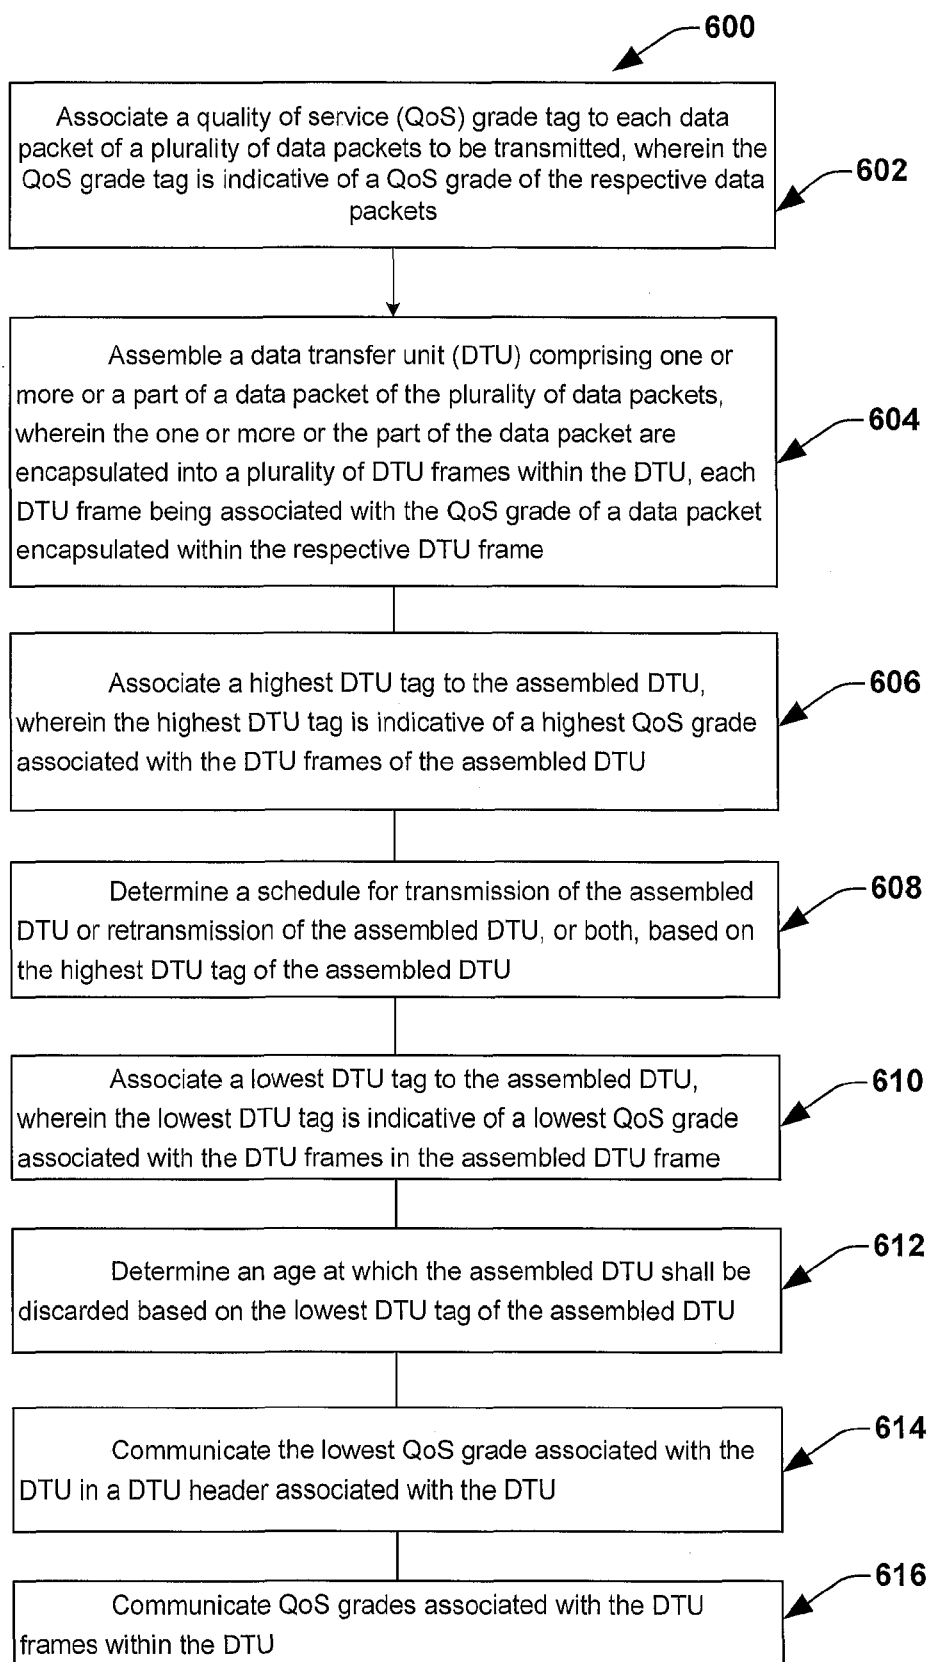 600
Associate a quality of service (QoS) grade tag to each data
packet of a plurality of data packets to be transmitted, wherein the
QoS grade tag is indicative of a QoS grade of the respective data
packets
602
Assemble a data transfer unit (DTU) comprising one or
more or a part of a data packet of the plurality of data packets,
wherein the one or more or the part of the data packet are
encapsulated into a plurality of DTU frames within the DTU, each
DTU frame being associated with the QoS grade of a data packet
encapsulated within the respective DTU frame
604
Associate a highest DTU tag to the assembled DTU,
wherein the highest DTU tag is indicative of a highest QoS grade
associated with the DTU frames of the assembled DTU
606
Determine a schedule for transmission of the assembled
DTU or retransmission of the assembled DTU, or both, based on
the highest DTU tag of the assembled DTU
608
Associate a lowest DTU tag to the assembled DTU,
wherein the lowest DTU tag is indicative of a lowest QoS grade
associated with the DTU frames in the assembled DTU frame
610
Determine an age at which the assembled DTU shall be
discarded based on the lowest DTU tag of the assembled DTU
612
Communicate the lowest QoS grade associated with the
DTU in a DTU header associated with the DTU
614
Communicate QoS grades associated with the DTU
frames within the DTU
616